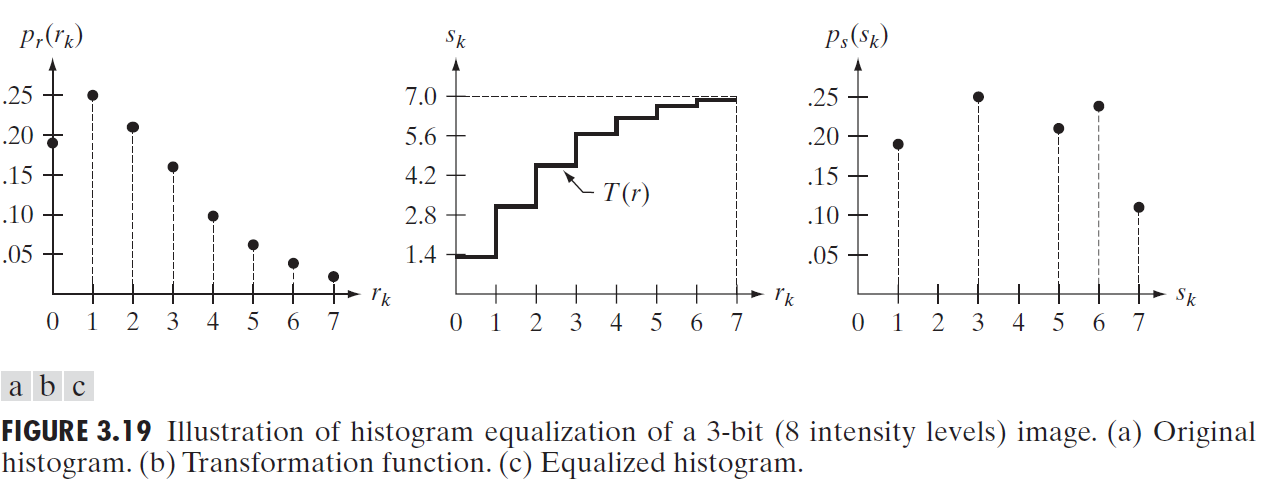 p_r(r_k)
.25
.20
.15
.10
.05
r_k
0 1 2 3 4 5 6 7
s_k
7.0
5.6
4.2
2.8
1.4
T(r)
r_k
0 1 2 3 4 5 6 7
p_s(s_k)
.25
.20
.15
.10
.05
s_k
0 1 2 3 4 5 6 7
a b c
FIGURE 3.19 Illustration of histogram equalization of a 3-bit (8 intensity levels) image. (a) Original
histogram. (b) Transformation function. (c) Equalized histogram.